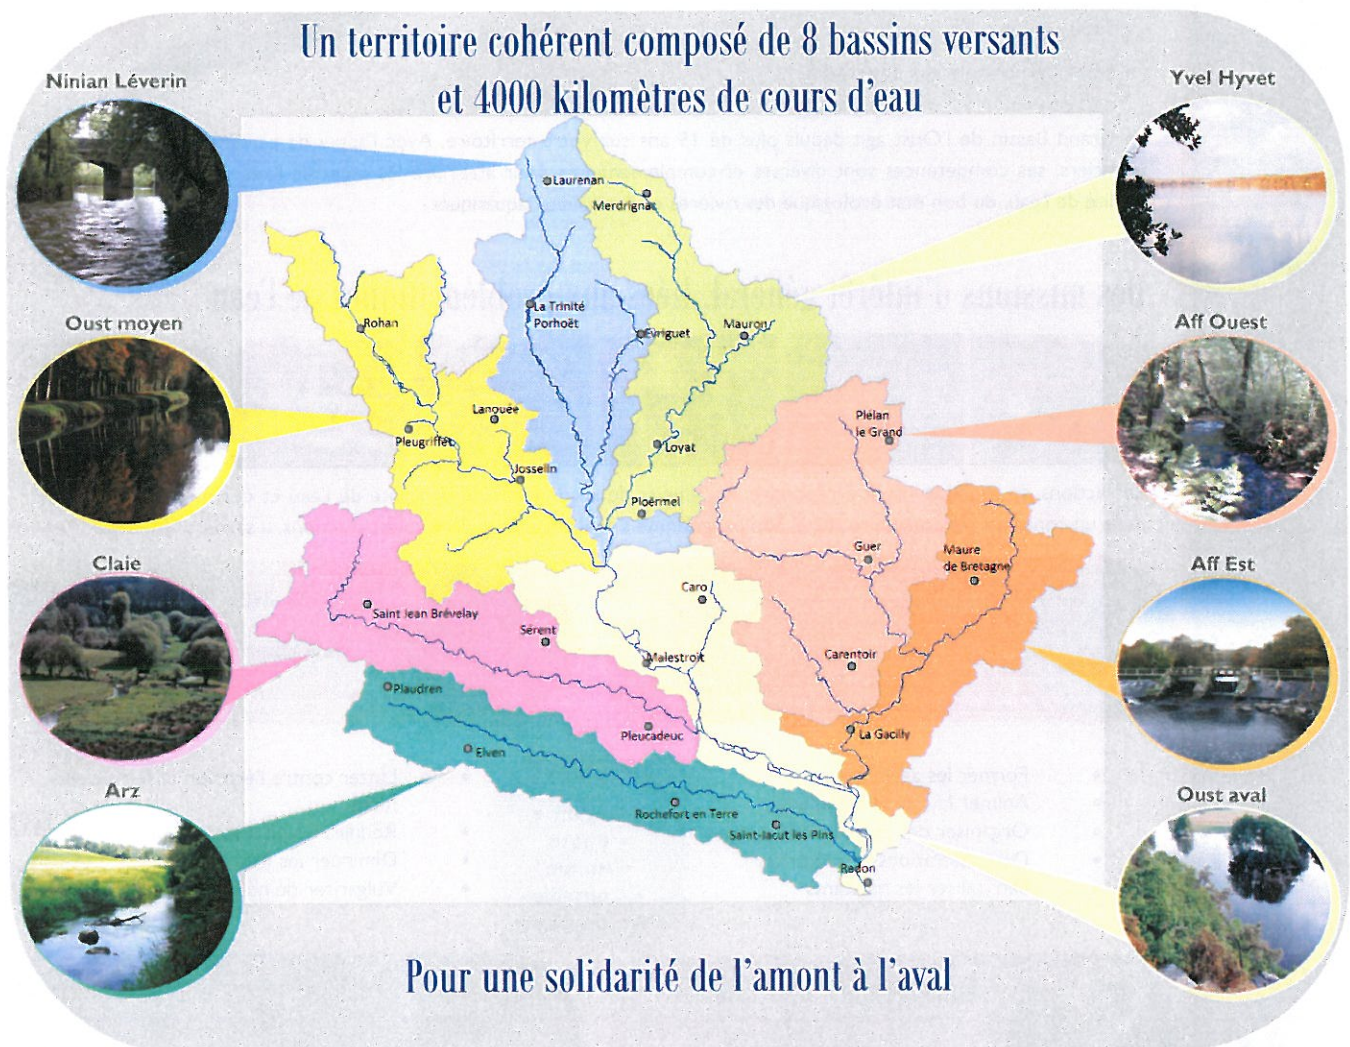 Un territoire cohérent composé de 8 bassins versants
et 4000 kilomètres de cours d'eau
Ninian Léverin
Yvel Hyvet
Oust moyen
Aff Ouest
Claie
Aff Est
Arz
Oust aval
Laurenan
Merdrignac
La Trinité
Porhoët
Evriguet
Mauron
Rohan
Lanouée
Pleugriffet
Josselin
Loyat
Ploërmel
Plélan
le Grand
Guer
Maure
de Bretagne
Caro
Saint Jean Brévelay
Sérent
Malestroit
Carentoir
Plaudren
Pleucadeuc
La Gacilly
Elven
Rochefort en Terre
Saint-Jacut les Pins
Redon
Pour une solidarité de l'amont à l'aval